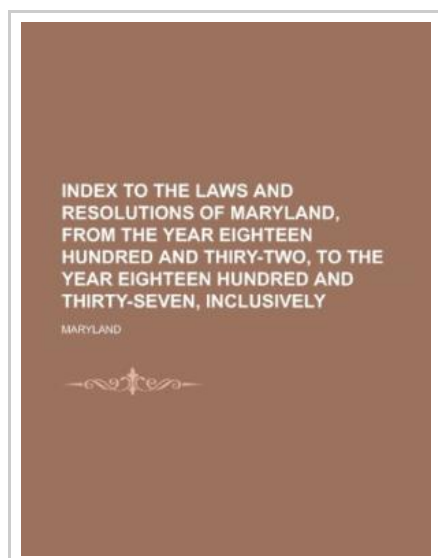 INDEX TO THE LAWS AND
RESOLUTIONS OF MARYLAND,
FROM THE YEAR EIGHTEEN
HUNDRED AND THIRY-TWO, TO THE
YEAR EIGHTEEN HUNDRED AND
THIRTY-SEVEN, INCLUSIVELY
MARYLAND